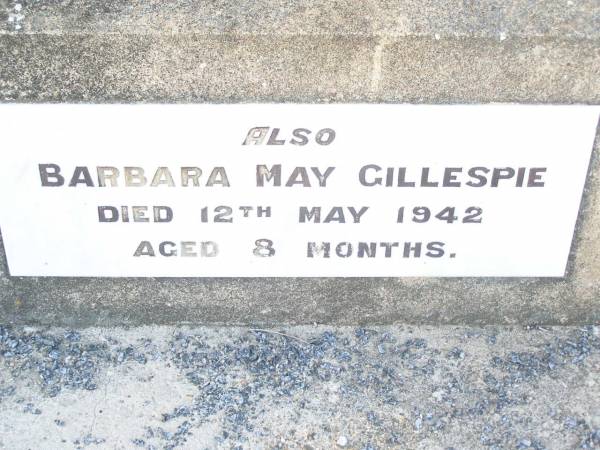 ALSO
BARBARA MAY GILLESPIE
DIED 12TH MAY 1942
AGED 8 MONTHS.